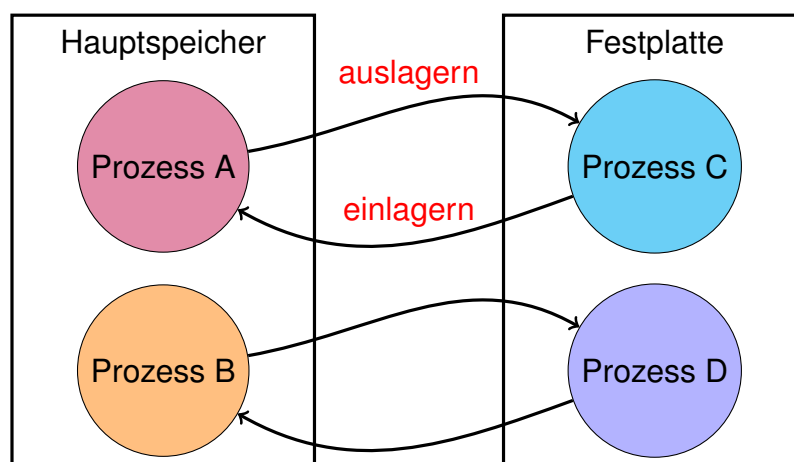 Hauptspeicher
Festplatte
auslagern
Prozess A
Prozess C
einlagern
Prozess B
Prozess D